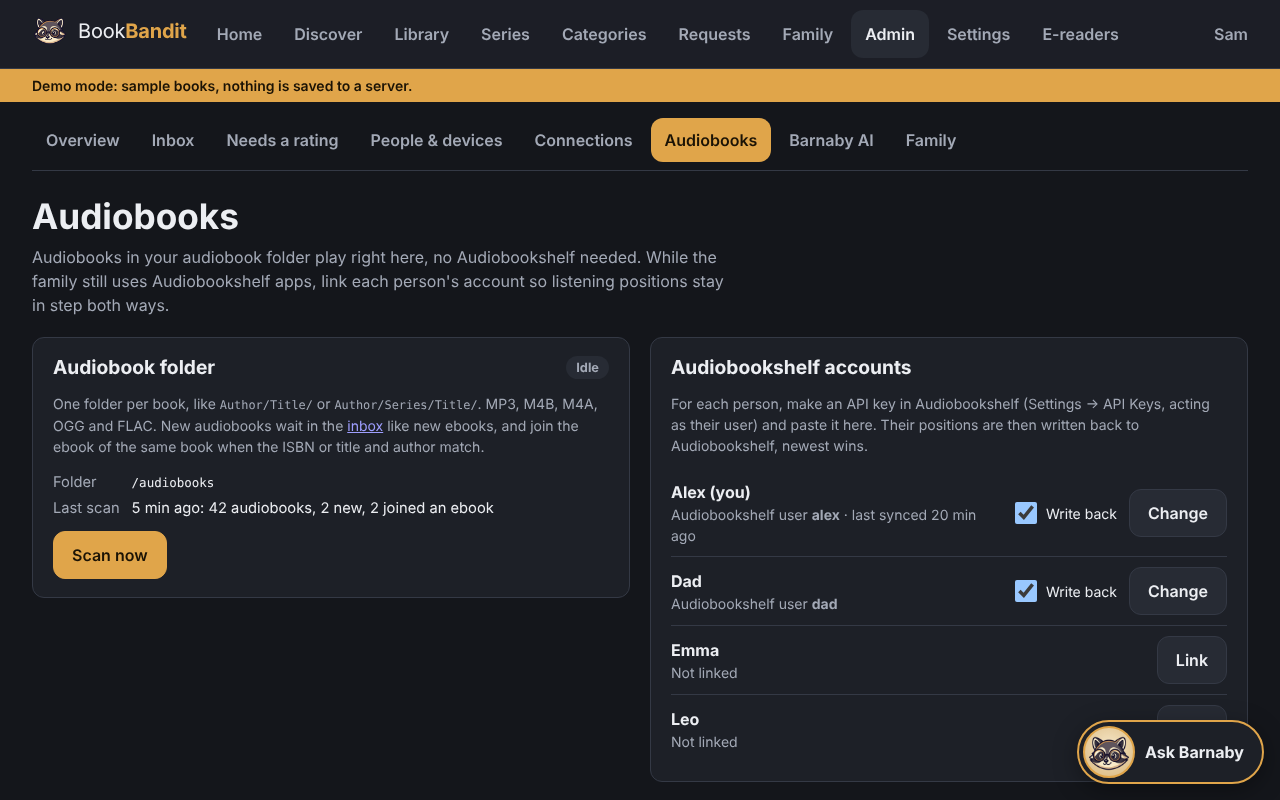 BookBandit Home Discover Library Series Categories Requests Family Admin Settings E-readers Sam
Demo mode: sample books, nothing is saved to a server.
Overview Inbox Needs a rating People & devices Connections Audiobooks Barnaby AI Family
Audiobooks
Audiobooks in your audiobook folder play right here, no Audiobookshelf needed. While the
family still uses Audiobookshelf apps, link each person's account so listening positions stay
in step both ways.
Audiobook folder Idle
One folder per book, like Author/Title/ or Author/Series/Title/. MP3, M4B, M4A,
OGG and FLAC. New audiobooks wait in the inbox like new ebooks, and join the
ebook of the same book when the ISBN or title and author match.
Folder /audiobooks
Last scan 5 min ago: 42 audiobooks, 2 new, 2 joined an ebook
Scan now
Audiobookshelf accounts
For each person, make an API key in Audiobookshelf (Settings → API Keys, acting
as their user) and paste it here. Their positions are then written back to
Audiobookshelf, newest wins.
Alex (you)
Audiobookshelf user alex · last synced 20 min
ago
Write back Change
Dad
Audiobookshelf user dad
Write back Change
Emma
Not linked
Link
Leo
Not linked
Ask Barnaby